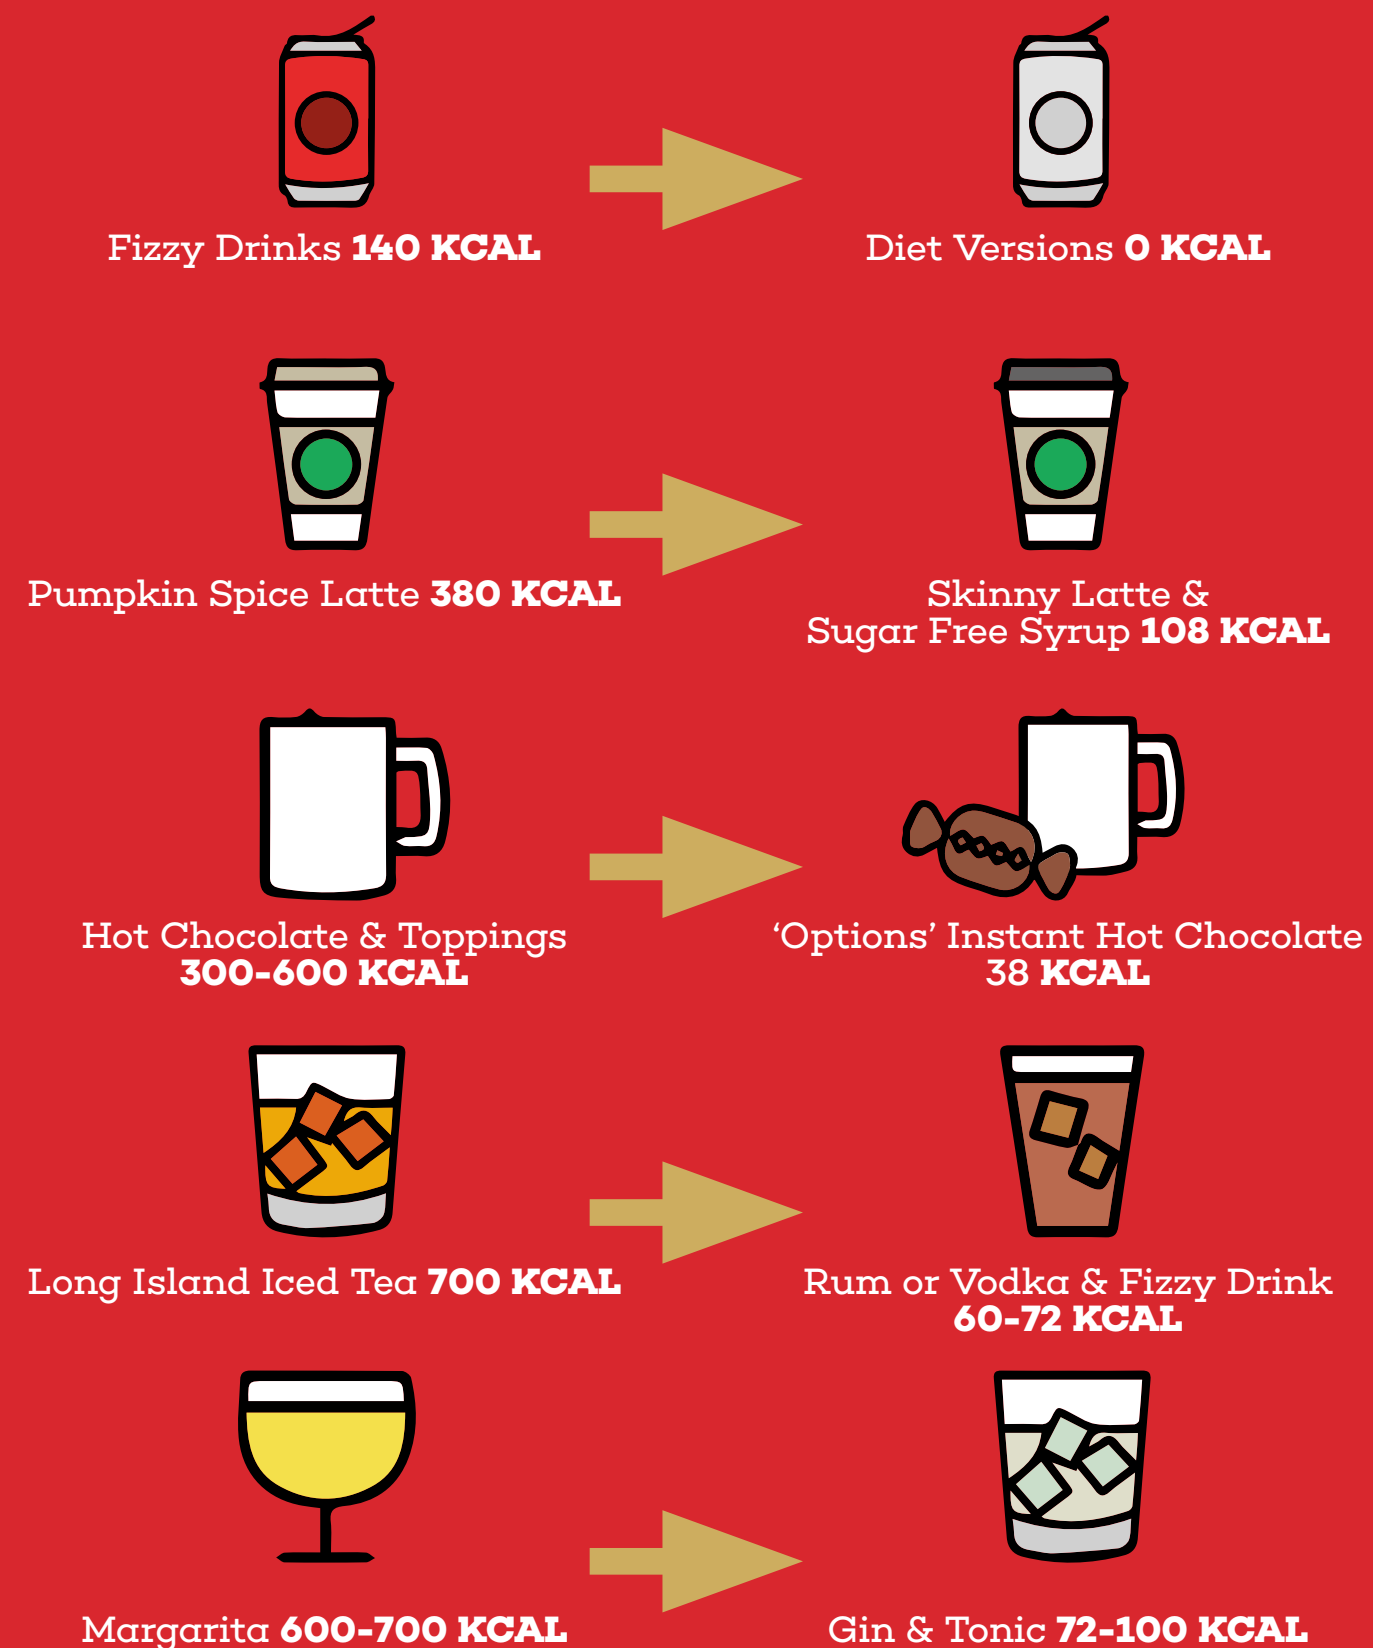 Fizzy Drinks 140 KCAL
Diet Versions 0 KCAL
Pumpkin Spice Latte 380 KCAL
Skinny Latte &
Sugar Free Syrup 108 KCAL
Hot Chocolate & Toppings
300-600 KCAL
‘Options’ Instant Hot Chocolate
38 KCAL
Long Island Iced Tea 700 KCAL
Rum or Vodka & Fizzy Drink
60-72 KCAL
Margarita 600-700 KCAL
Gin & Tonic 72-100 KCAL